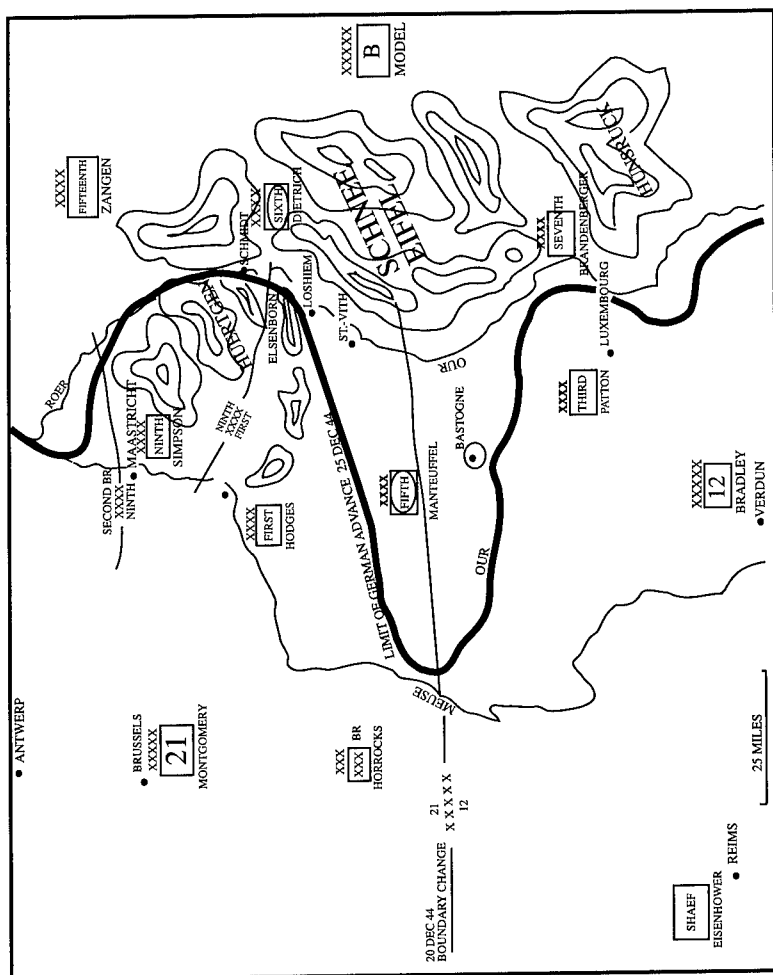 ANTWERP
BRUSSELS
XXXXX
21
MONTGOMERY
SECOND BR
XXXX
NINTH
MAASTRICHT
XXXX
NINTH
SIMPSON
ROER
XXXX
FIFTEENTH
ZANGEN
HUERTGEN
SCHMIDT
NINTH
XXXX
FIRST
XXXX
FIRST
HODGES
ELSENBORN
XXXXX
SIXTH
DIETRICH
LOSHIEM
ST.-VITH
SCHNEE
EIFEL
XXXXX
B
MODEL
XXX
XXX BR
HORROCKS
LIMIT OF GERMAN ADVANCE 25 DEC 44
XXXX
FIFTH
MANTEUFFEL
OUR
BASTOGNE
MEUSE
OUR
20 DEC 44
BOUNDARY CHANGE
21
XXXXX
12
XXXX
SEVENTH
BRANDENBERGER
HUNSRUCK
LUXEMBOURG
XXXX
THIRD
PATTON
XXXXX
12
BRADLEY
VERDUN
SHAEF
EISENHOWER
REIMS
25 MILES